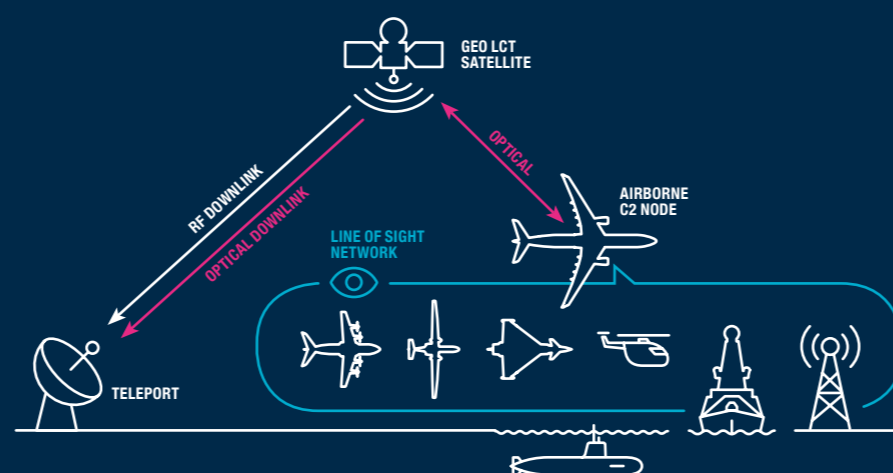 GEO LCT
SATELLITE
OPTICAL
AIRBORNE
C2 NODE
RF DOWNLINK
OPTICAL DOWNLINK
LINE OF SIGHT
NETWORK
TELEPORT